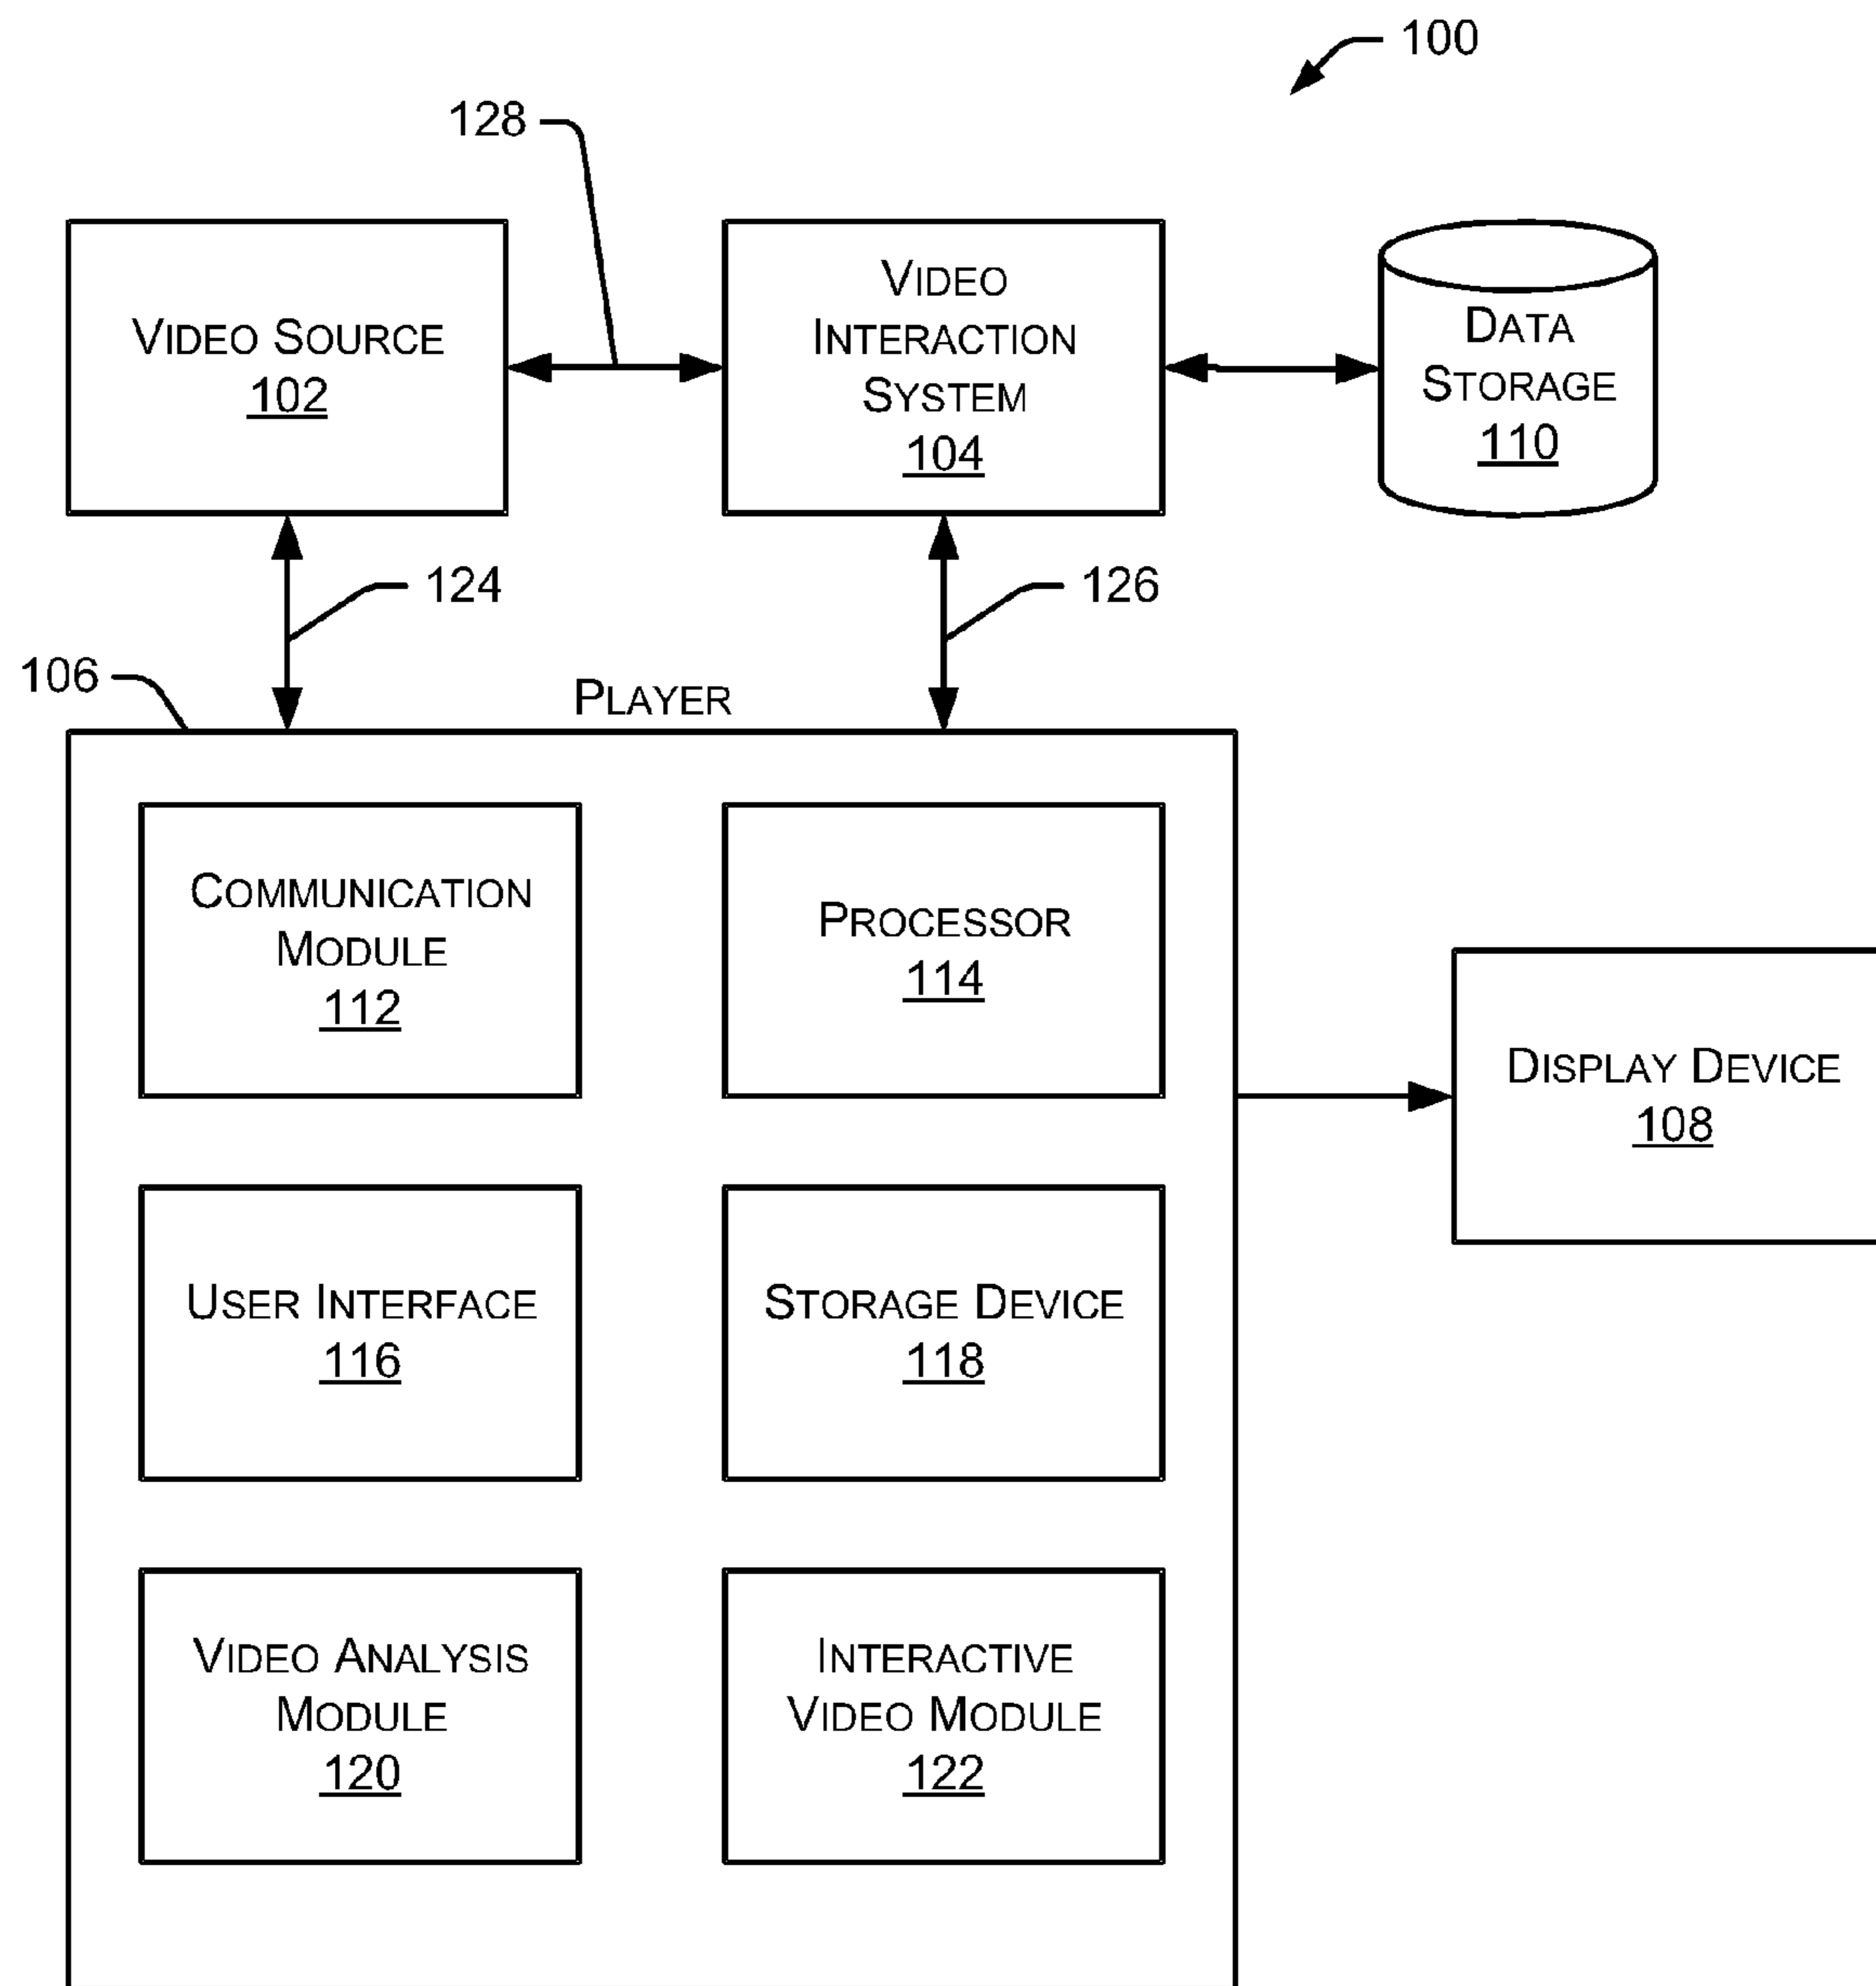 100
128
VIDEO SOURCE
102
VIDEO
INTERACTION
SYSTEM
104
DATA
STORAGE
110
124
126
106
PLAYER
COMMUNICATION
MODULE
112
PROCESSOR
114
DISPLAY DEVICE
108
USER INTERFACE
116
STORAGE DEVICE
118
VIDEO ANALYSIS
MODULE
120
INTERACTIVE
VIDEO MODULE
122